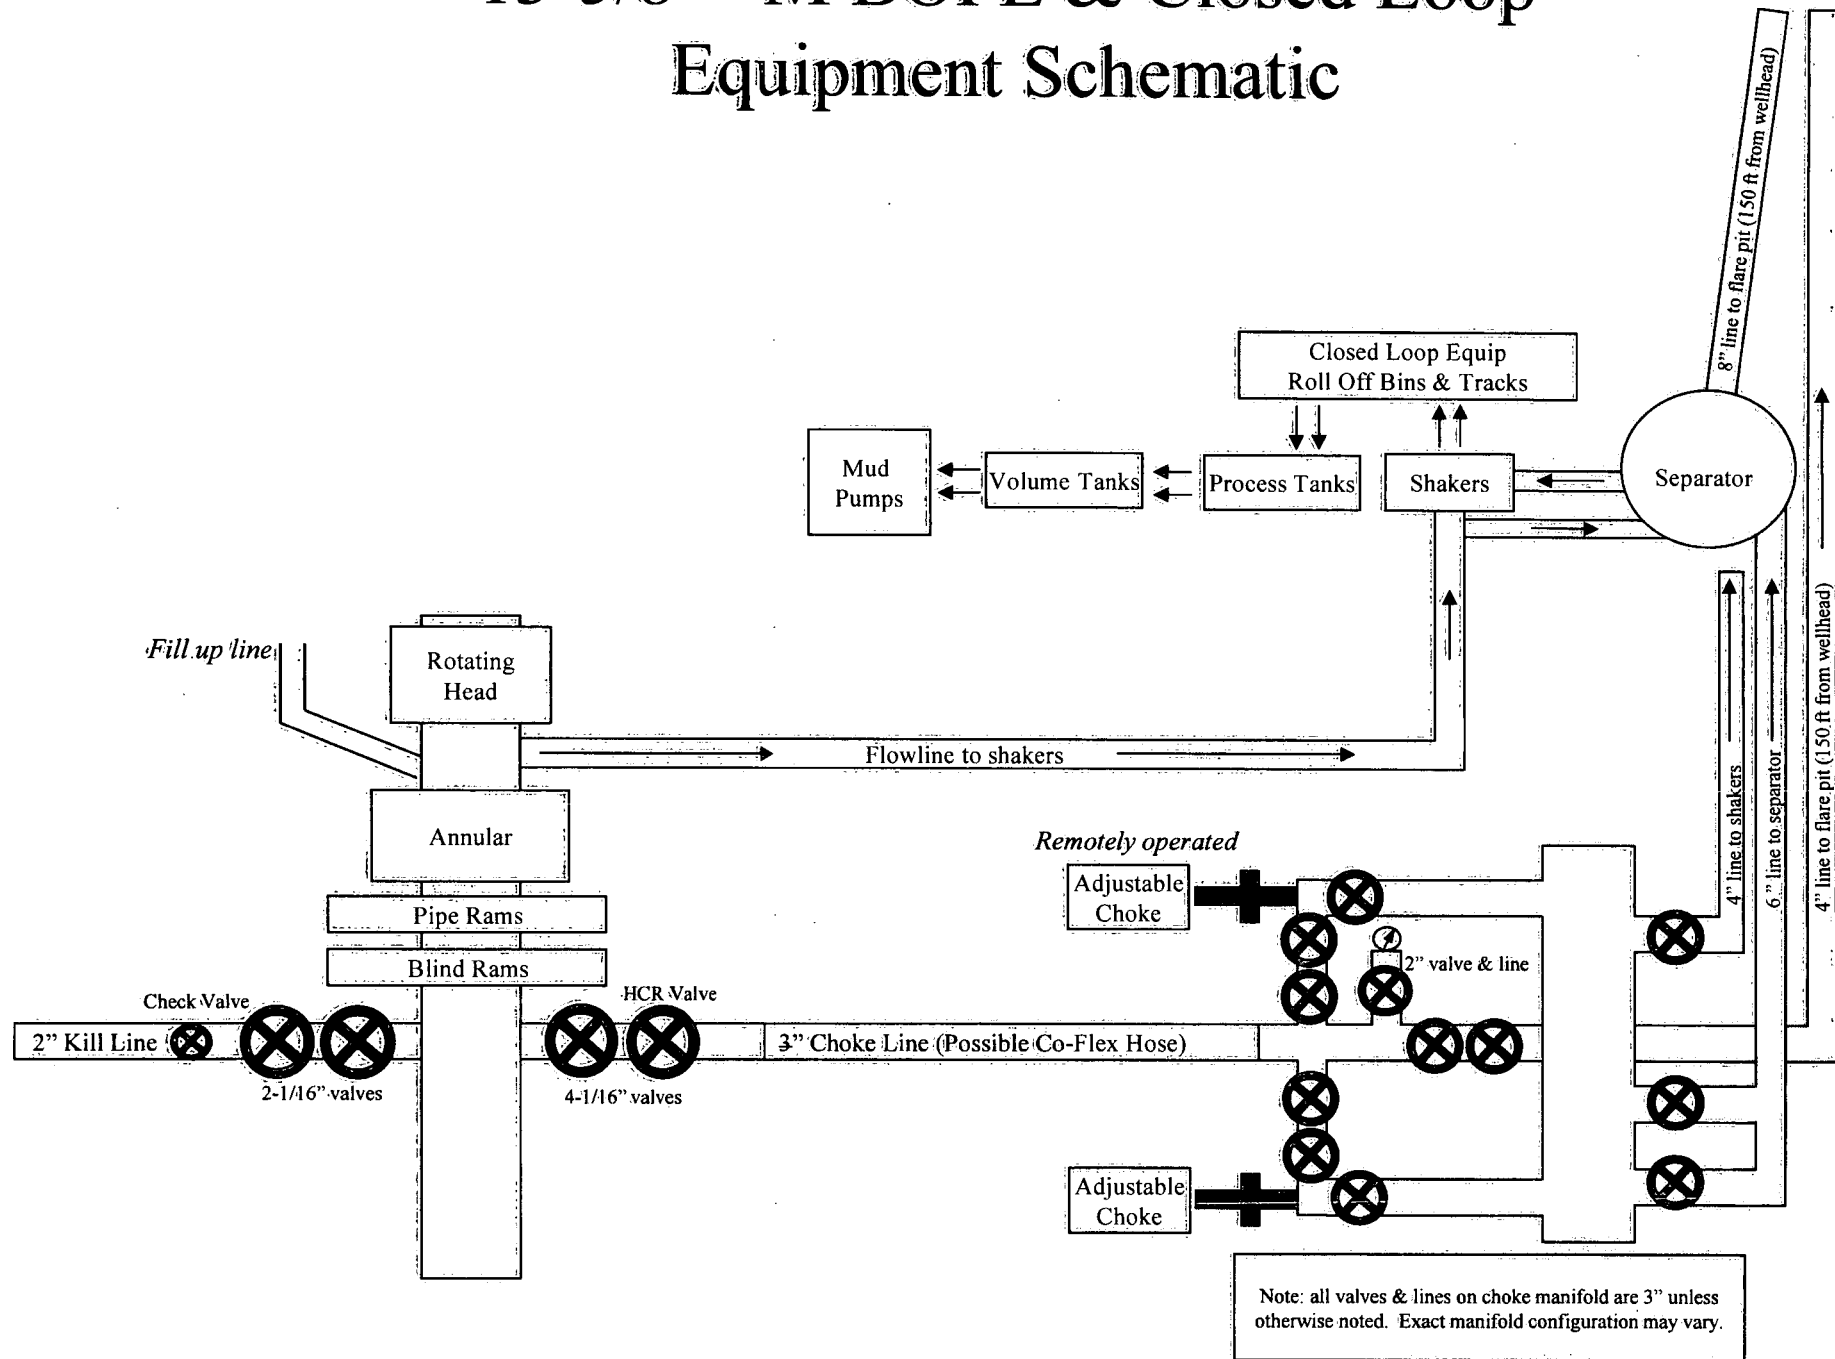 Equipment Schematic
8” line to flare pit (150 ft from wellhead)
Closed Loop Equip
Roll Off Bins & Tracks
Mud
Pumps
Volume Tanks
Process Tanks
Shakers
Separator
Fill up line
Rotating
Head
Flowline to shakers
Annular
Pipe Rams
Blind Rams
Check Valve
HCR Valve
2” Kill Line
3” Choke Line (Possible Co-Flex Hose)
2-1/16” valves
4-1/16” valves
Remotely operated
Adjustable
Choke
2” valve & line
Adjustable
Choke
4” line to shakers
6” line to separator
4” line to flare pit (150 ft from wellhead)
Note: all valves & lines on choke manifold are 3” unless
otherwise noted. Exact manifold configuration may vary.